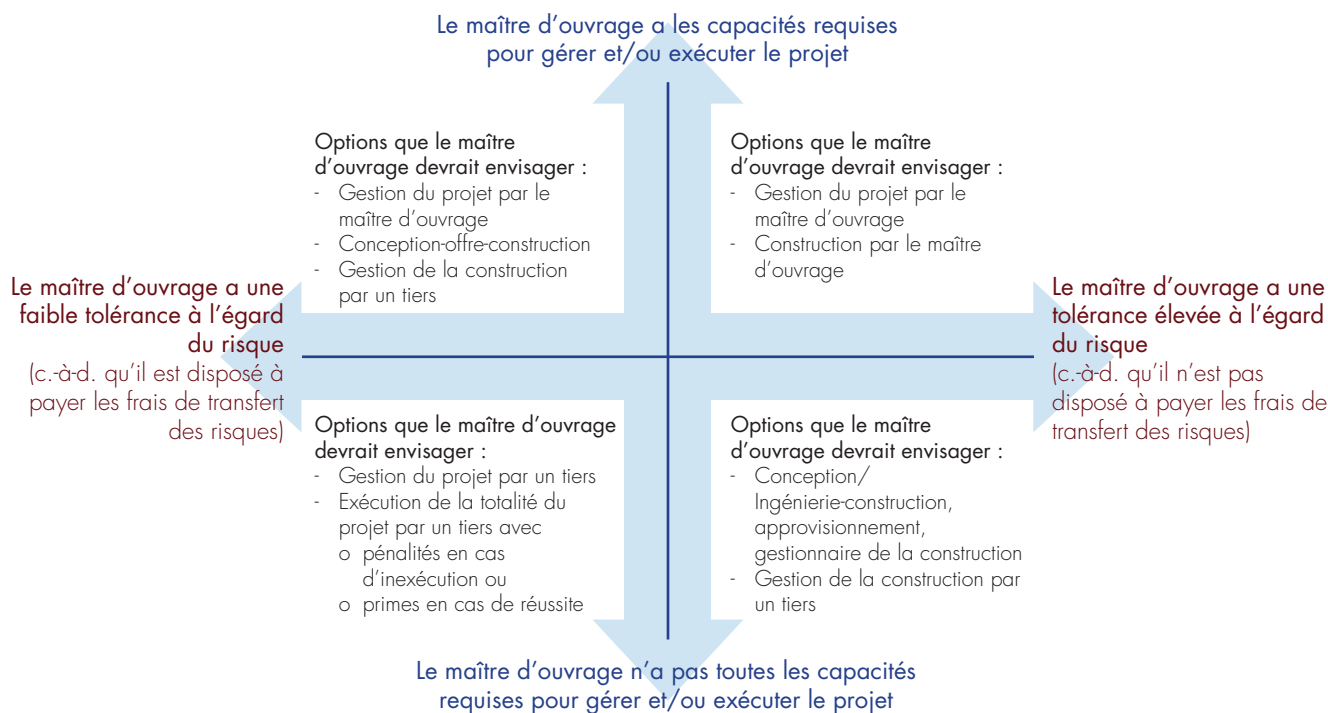 Le maître d'ouvrage a les capacités requises
pour gérer et/ou exécuter le projet
Options que le maître
d'ouvrage devrait envisager :
- Gestion du projet par le
maître d'ouvrage
- Conception-offre-construction
- Gestion de la construction
par un tiers
Options que le maître
d'ouvrage devrait envisager :
- Gestion du projet par le
maître d'ouvrage
- Construction par le maître
d'ouvrage
Le maître d'ouvrage a une
faible tolérance à l'égard
du risque
(c.-à-d. qu'il est disposé à
payer les frais de transfert
des risques)
Le maître d'ouvrage a une
tolérance élevée à l'égard
du risque
(c.-à-d. qu'il n'est pas
disposé à payer les frais de
transfert des risques)
Options que le maître d'ouvrage
devrait envisager :
- Gestion du projet par un tiers
- Exécution de la totalité du
projet par un tiers avec
o pénalités en cas
d'inexécution ou
o primes en cas de réussite
Options que le maître
d'ouvrage devrait envisager :
- Conception/
Ingénierie-construction,
approvisionnement,
gestionnaire de la construction
- Gestion de la construction par
un tiers
Le maître d'ouvrage n'a pas toutes les capacités
requises pour gérer et/ou exécuter le projet